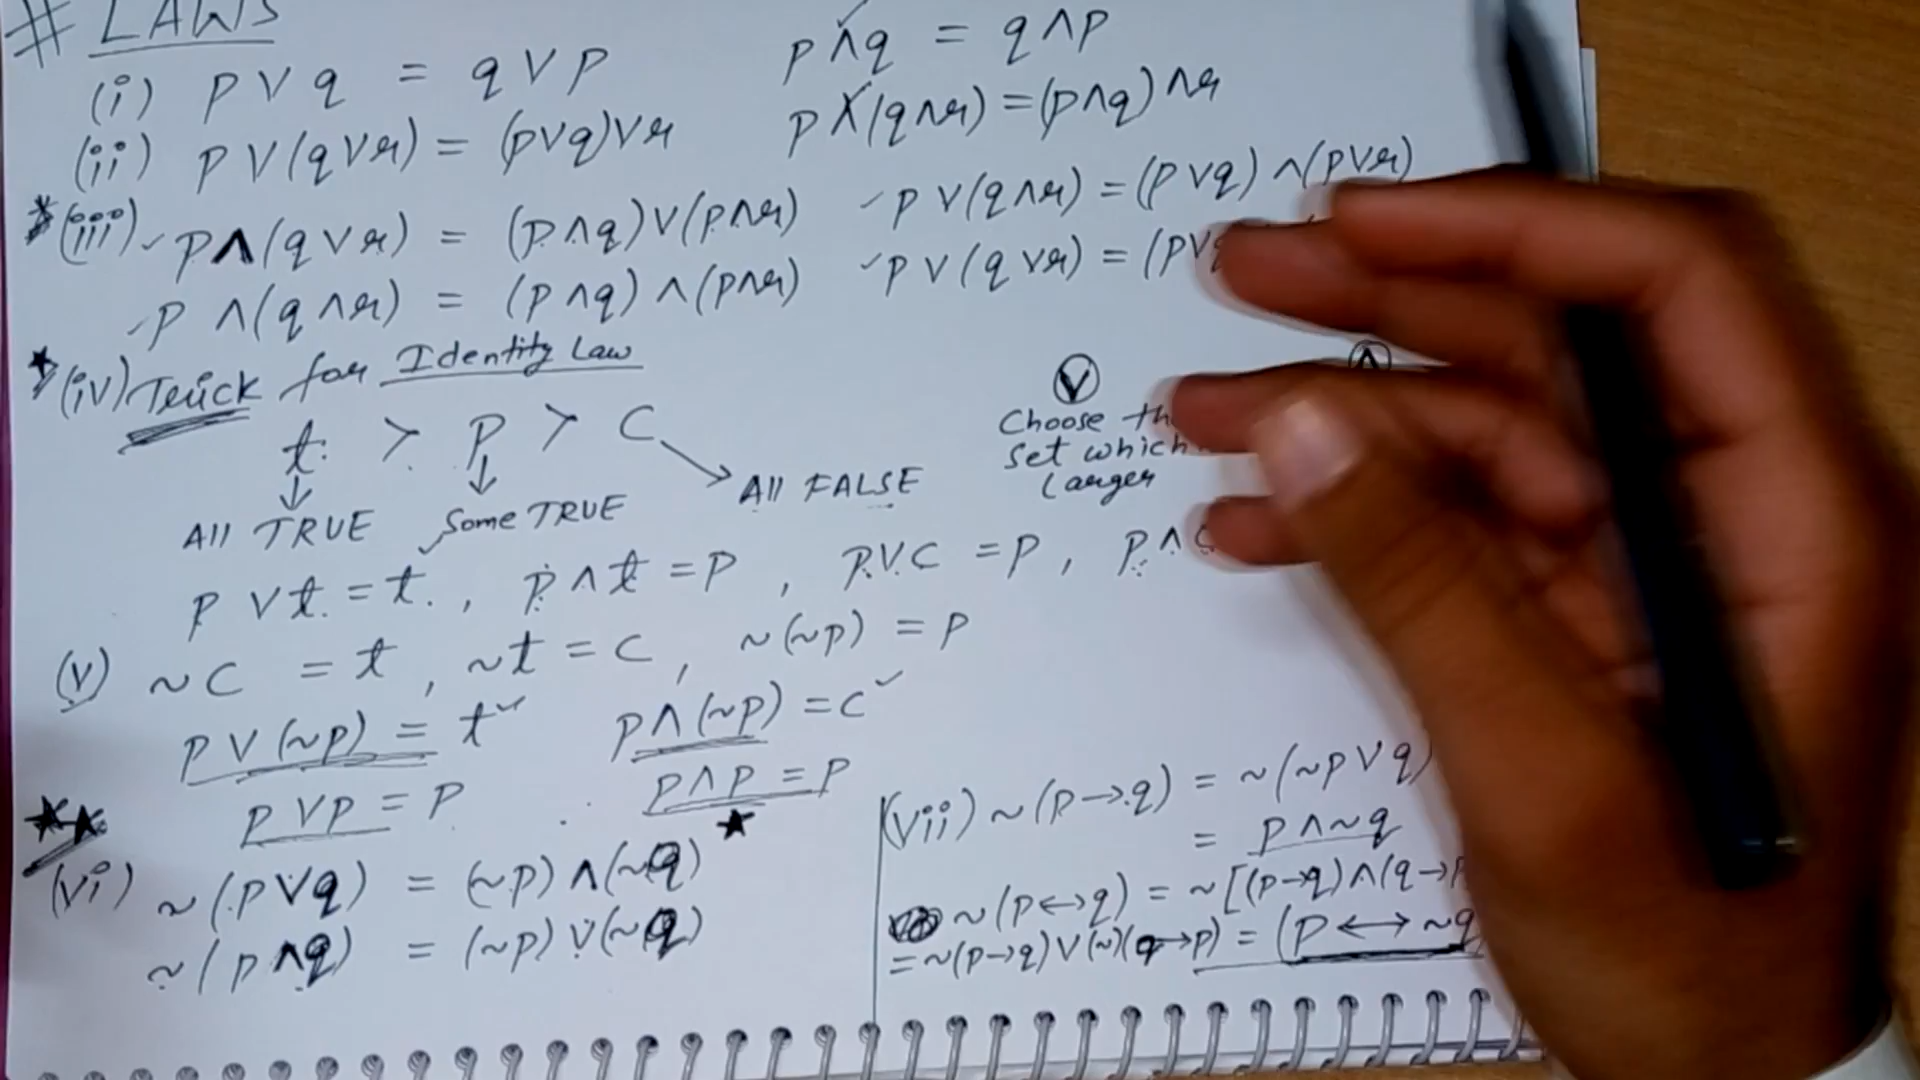 # LAWS
(i) p ∨ q = q ∨ p    p ∧ q = q ∧ p
(ii) p ∨ (q ∨ r) = (p ∨ q) ∨ r    p ∧ (q ∧ r) = (p ∧ q) ∧ r
(iii) p ∧ (q ∨ r) = (p ∧ q) ∨ (p ∧ r)    p ∨ (q ∧ r) = (p ∨ q) ∧ (p ∨ r)
p ∧ (q ∧ r) = (p ∧ q) ∧ (p ∧ r)    p ∨ (q ∨ r) = (p ∨ q
(iv) Trick for Identity Law
t > P > C
All TRUE
Some TRUE
All FALSE
∨
Choose
set which
larger
∧
p ∨ t = t , p ∧ t = p , p ∨ c = p , p ∧ c
(v) ~c = t , ~t = c , ~(~p) = p
p ∨ (~p) = t    p ∧ (~p) = c
p ∨ p = p    p ∧ p = p
(vi) ~(p ∨ q) = (~p) ∧ (~q)
~(p ∧ q) = (~p) ∨ (~q)
(vii) ~(p → q) = ~(~p ∨ q)
= p ∧ ~q
~(p ↔ q) = ~[(p → q) ∧ (q → p
= ~(p → q) ∨ (~)(q → p) = (p ↔ ~q